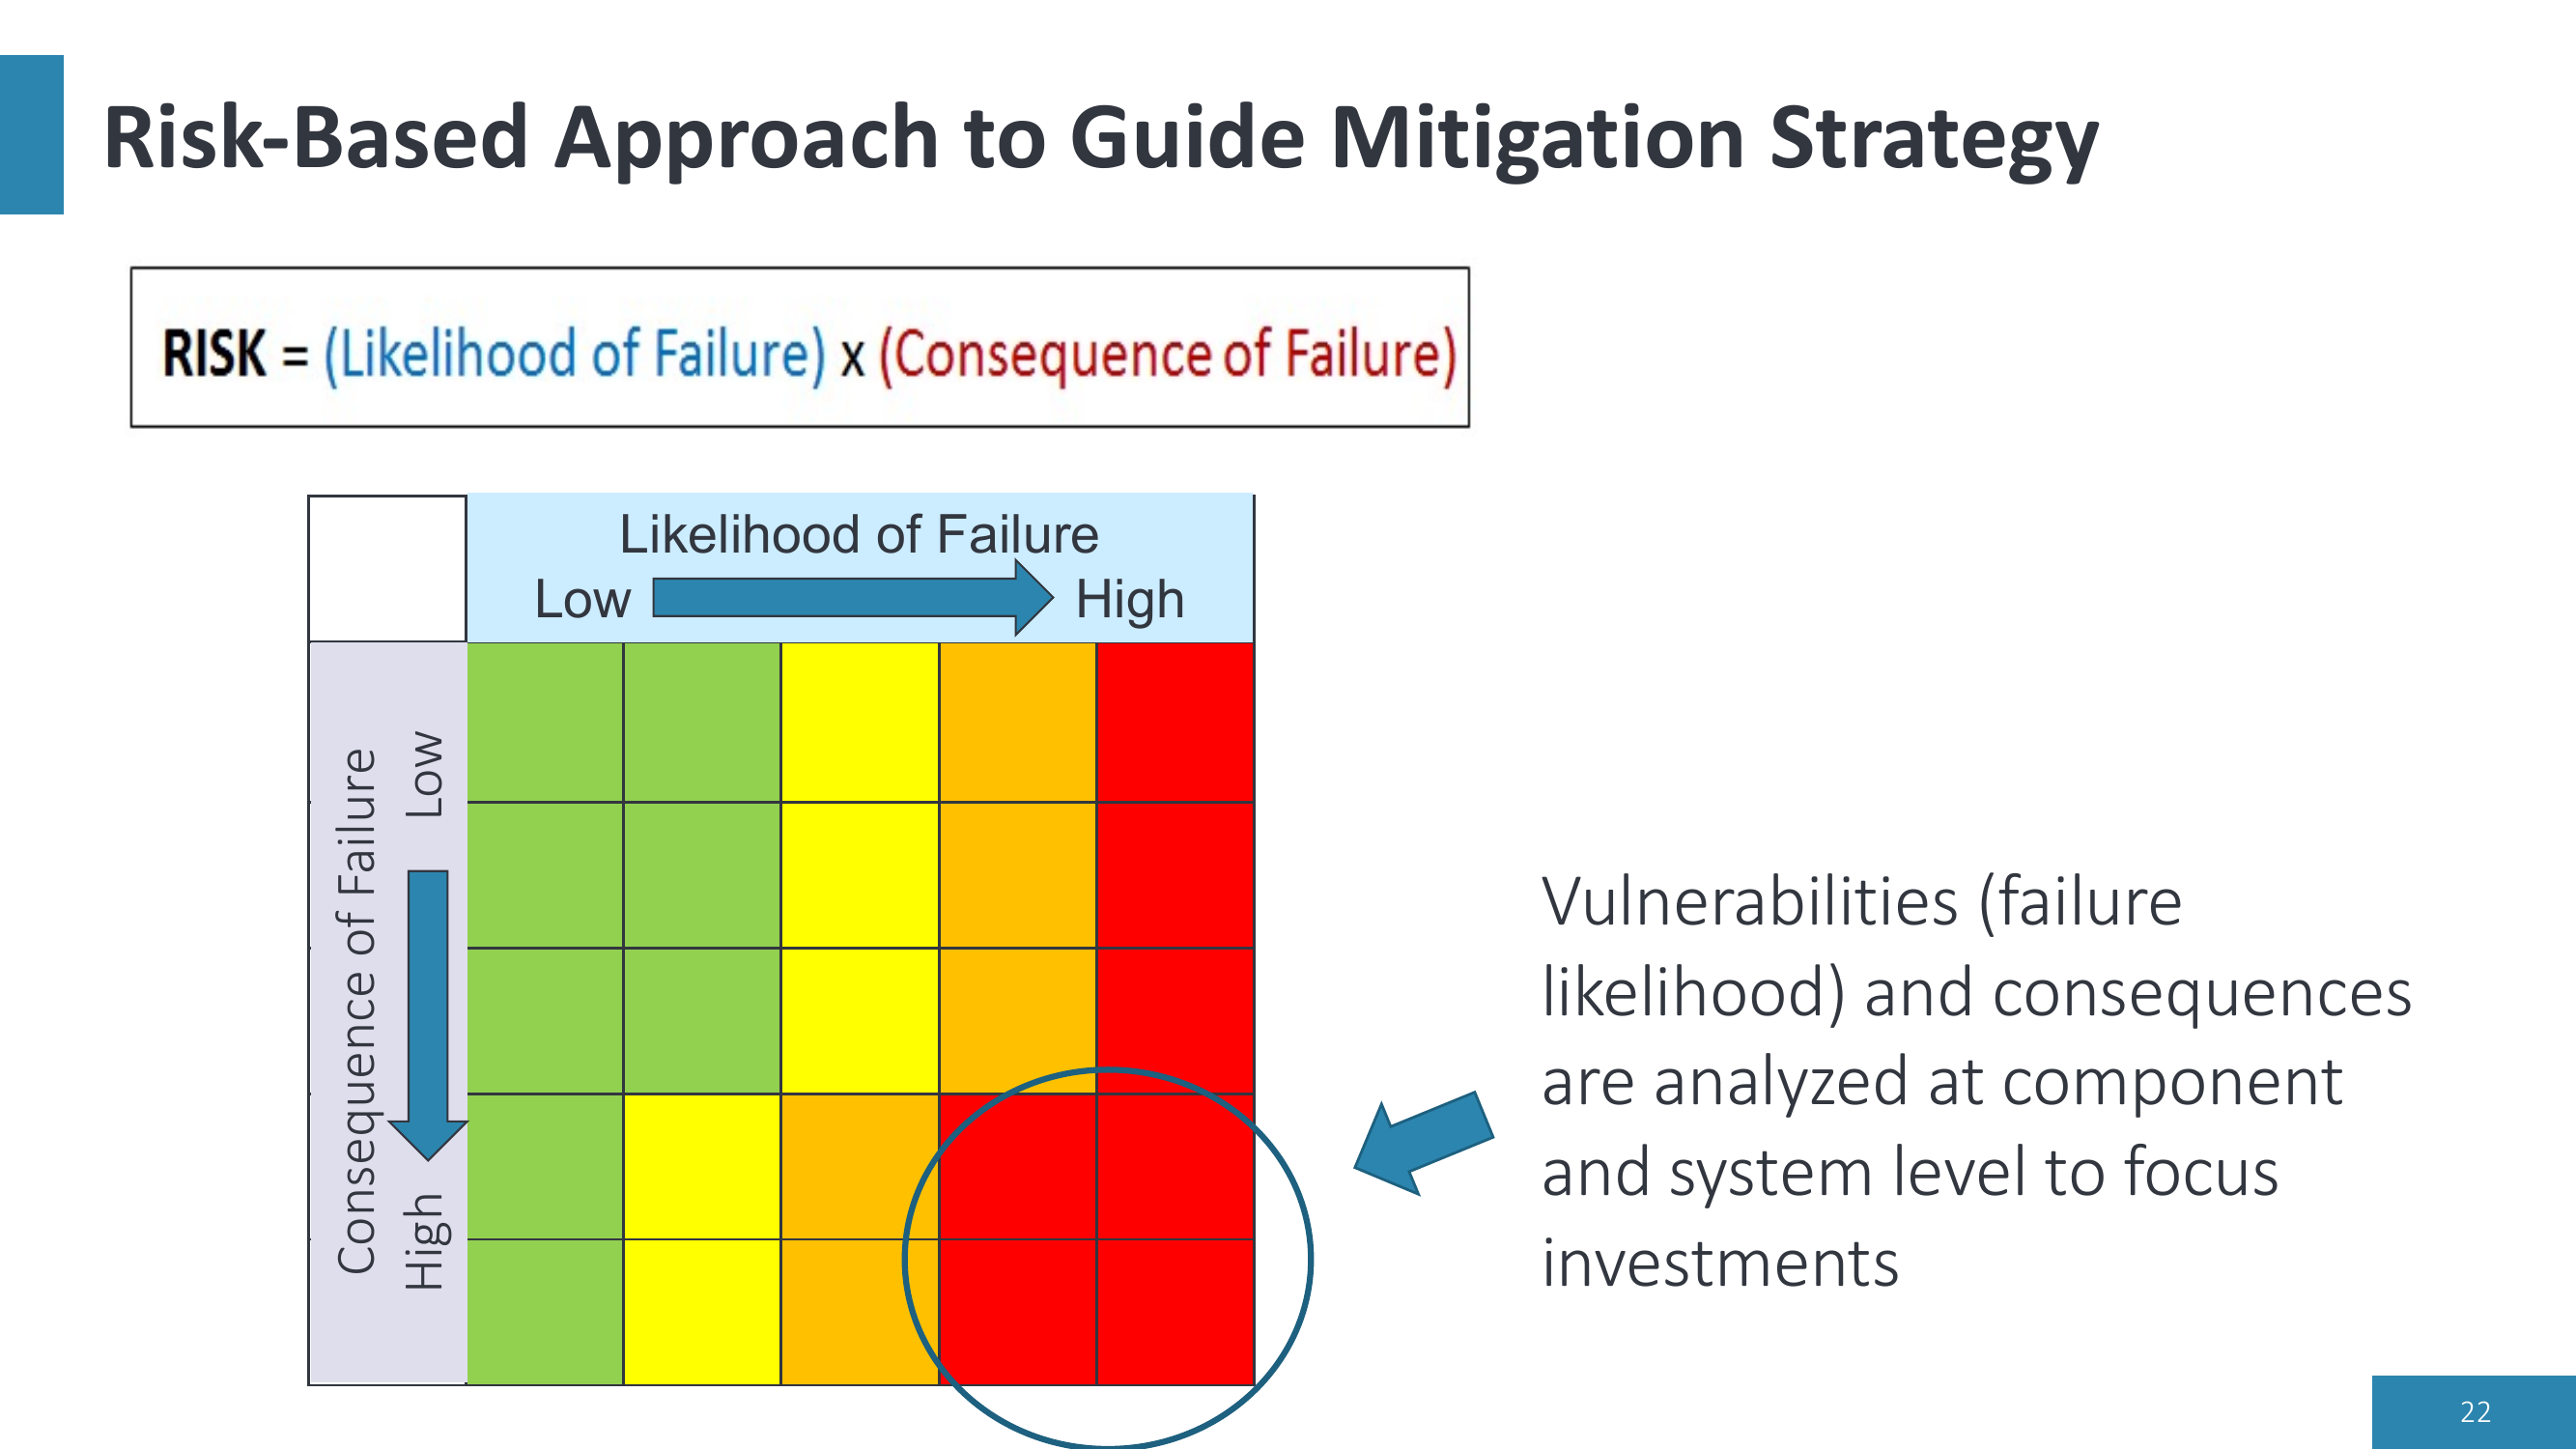 Risk-Based Approach to Guide Mitigation Strategy
RISK = (Likelihood of Failure) x (Consequence of Failure)
Likelihood of Failure
Low High
Consequence of Failure
Low
High
Vulnerabilities (failure
likelihood) and consequences
are analyzed at component
and system level to focus
investments
22